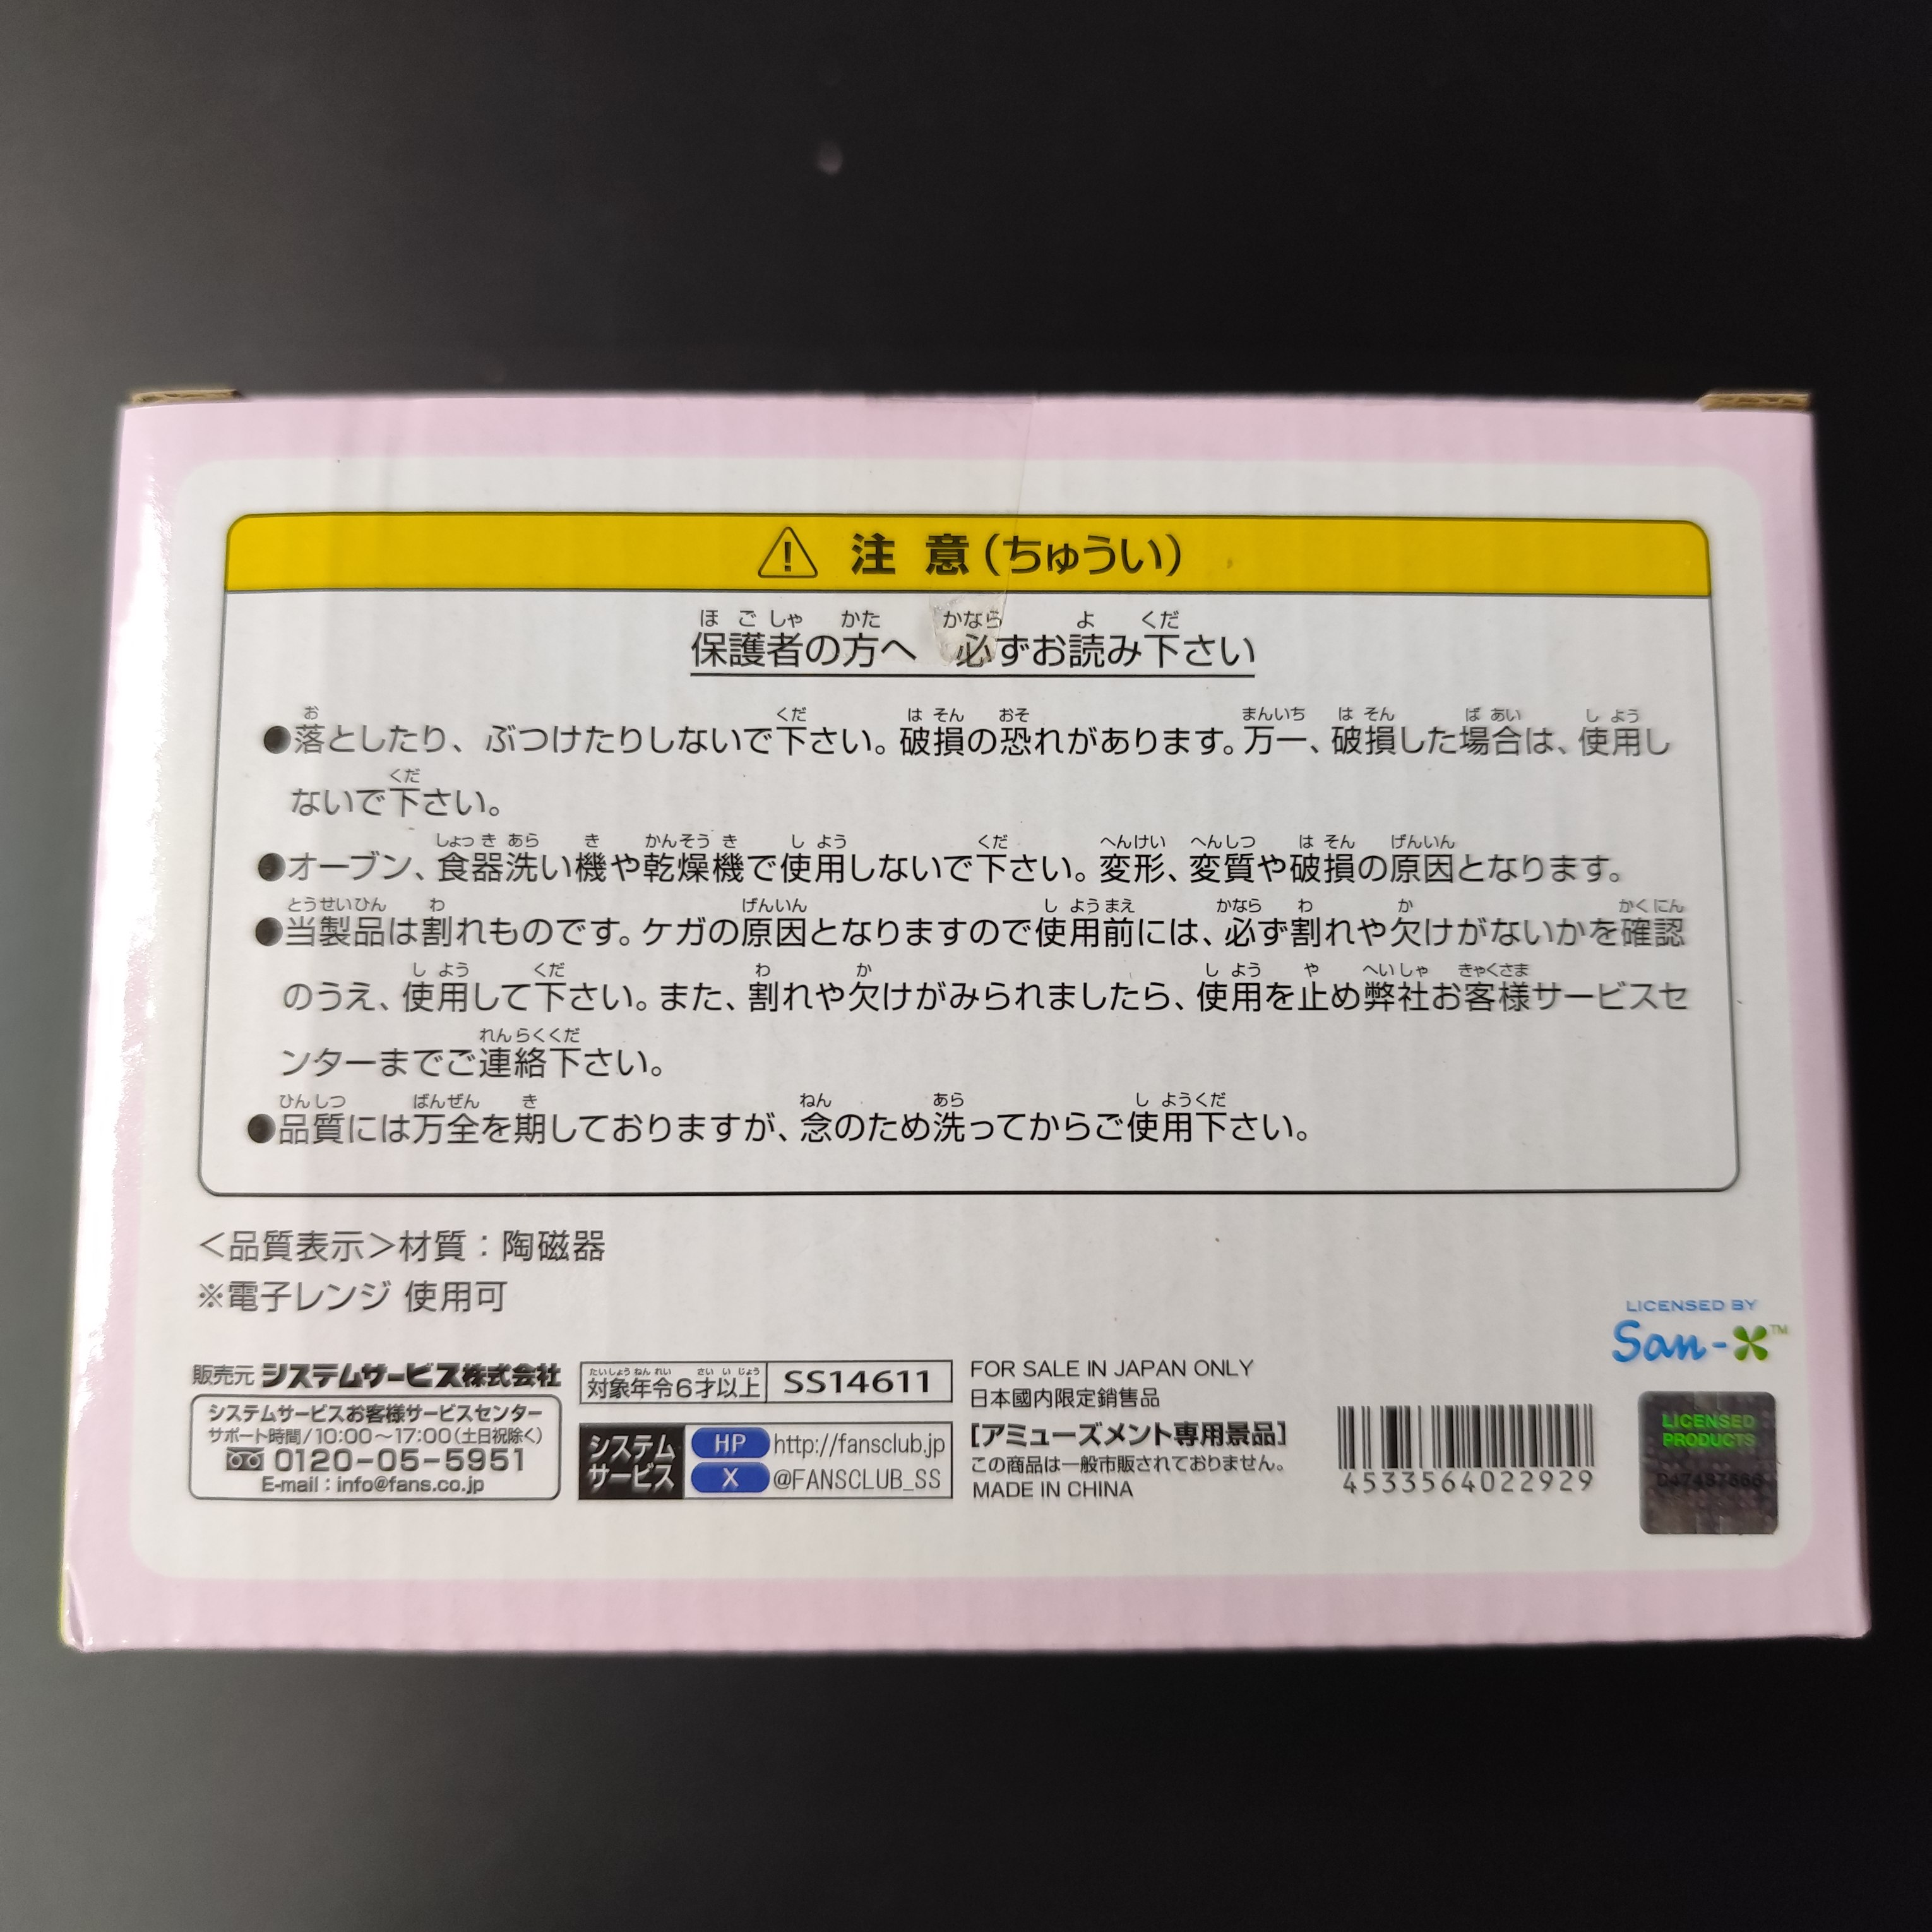 注意(ちゅうい)
保護者の方へ 必ずお読み下さい
●落としたり、ぶつけたりしないで下さい。破損の恐れがあります。万一、破損した場合は、使用し
ないで下さい。
●オーブン、食器洗い機や乾燥機で使用しないで下さい。変形、変質や破損の原因となります。
●当製品は割れものです。ケガの原因となりますので使用前には、必ず割れや欠けがないかを確認
のうえ、使用して下さい。また、割れや欠けがみられましたら、使用を止め弊社お客様サービスセ
ンターまでご連絡下さい。
●品質には万全を期しておりますが、念のため洗ってからご使用下さい。
<品質表示>材質:陶磁器
※電子レンジ 使用可
販売元 システムサービス株式会社
システムサービスお客様サービスセンター
サポート時間/10:00~17:00(土日祝除く)
0120-05-5951
E-mail:info@fans.co.jp
対象年令6才以上 SS14611
システム
サービス
HP http://fansclub.jp
X @FANSCLUB_SS
FOR SALE IN JAPAN ONLY
日本國内限定銷售品
[アミューズメント専用景品]
この商品は一般市販されておりません。
MADE IN CHINA
4533564022929
LICENSED BY
San-X™
LICENSED
PRODUCTS